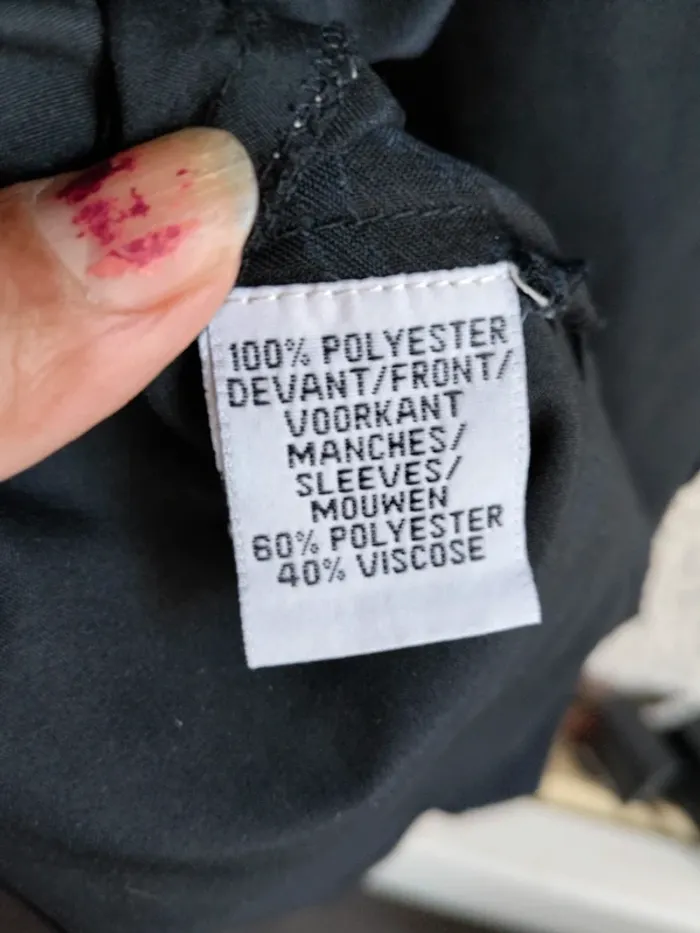 100% POLYESTER
DEVANT/FRONT/
VOORKANT
MANCHES/
SLEEVES/
MOUWEN
60% POLYESTER
40% VISCOSE